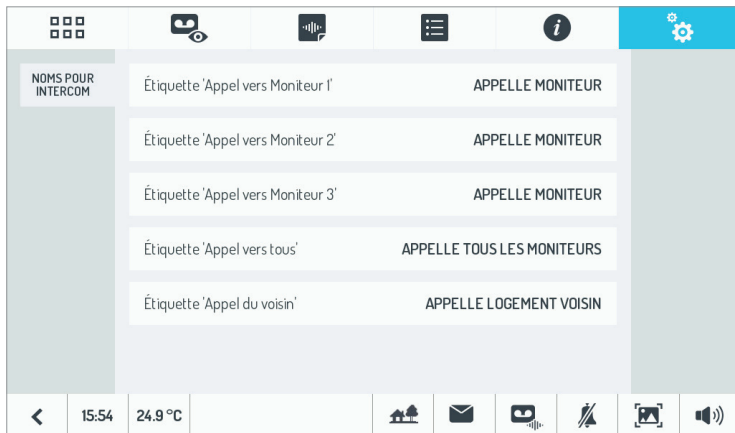 NOMS POUR
INTERCOM
Étiquette 'Appel vers Moniteur 1' APPELLE MONITEUR
Étiquette 'Appel vers Moniteur 2' APPELLE MONITEUR
Étiquette 'Appel vers Moniteur 3' APPELLE MONITEUR
Étiquette 'Appel vers tous' APPELLE TOUS LES MONITEURS
Étiquette 'Appel du voisin' APPELLE LOGEMENT VOISIN
15:54 24.9 °C